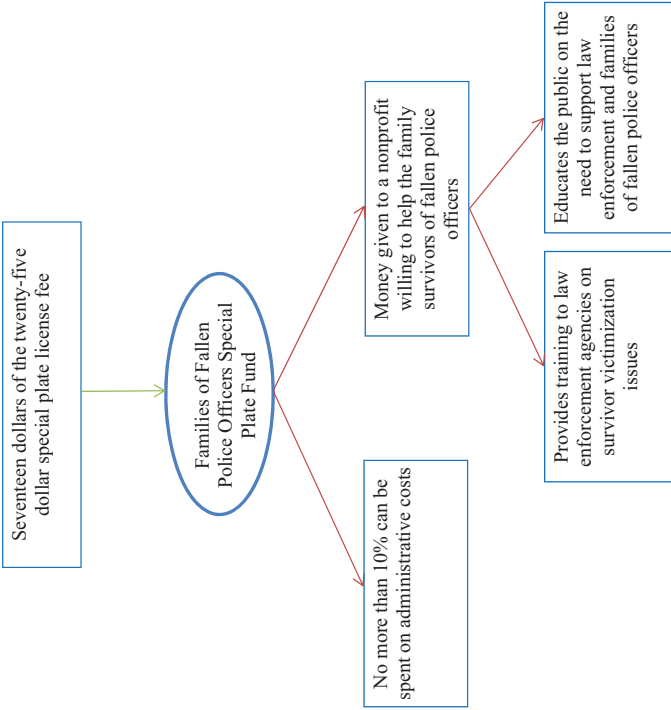 Seventeen dollars of the twenty-five
dollar special plate license fee
Families of Fallen
Police Officers Special
Plate Fund
No more than 10% can be
spent on administrative costs
Money given to a nonprofit
willing to help the family
survivors of fallen police
officers
Provides training to law
enforcement agencies on
survivor victimization
issues
Educates the public on the
need to support law
enforcement and families
of fallen police officers